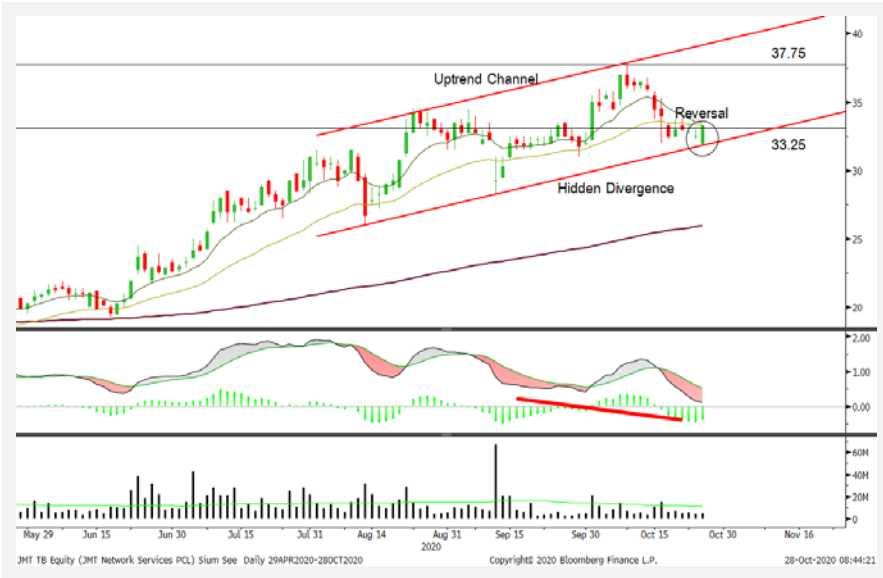 40
37.75
Uptrend Channel
35
Reversal
33.25
30
Hidden Divergence
25
20
2.00
1.00
0.00
60M
40M
20M
0
May 29 Jun 15 Jun 30 Jul 15 Jul 31 Aug 14 Aug 31 Sep 15 Sep 30 Oct 15 Oct 30 Nov 16
2020
JMT TB Equity (JMT Network Services PCL) Sium See Daily 29APR2020-28OCT2020 Copyright© 2020 Bloomberg Finance L.P. 28-Oct-2020 08:44:21